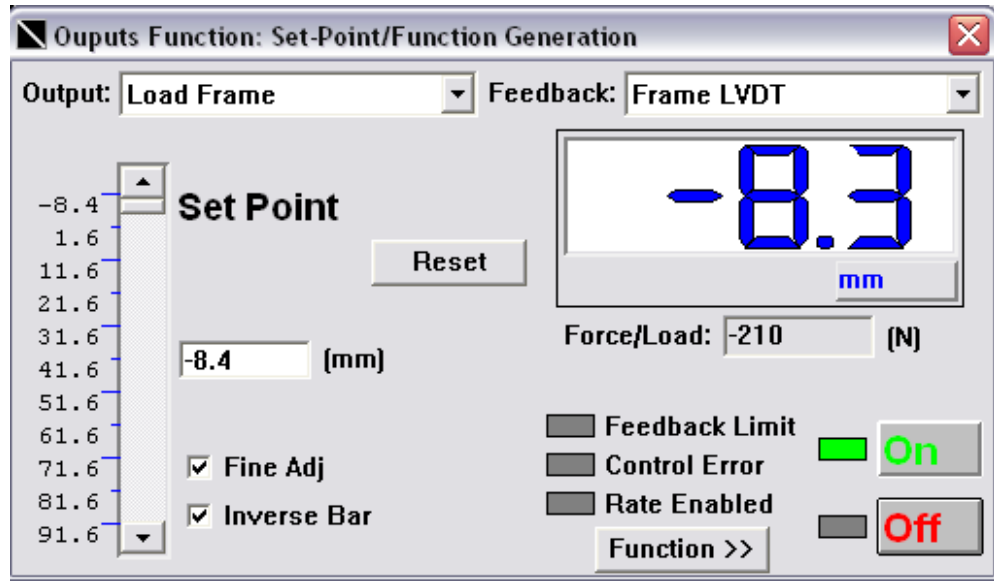 Ouputs Function: Set-Point/Function Generation
Output: Load Frame Feedback: Frame LVDT
-8.3
mm
Set Point
Reset
-8.4
1.6
11.6
21.6
31.6
41.6
51.6
61.6
71.6
81.6
91.6
Force/Load: -210 (N)
-8.4 (mm)
Feedback Limit
Control Error
Rate Enabled
On
Off
Fine Adj
Inverse Bar
Function >>